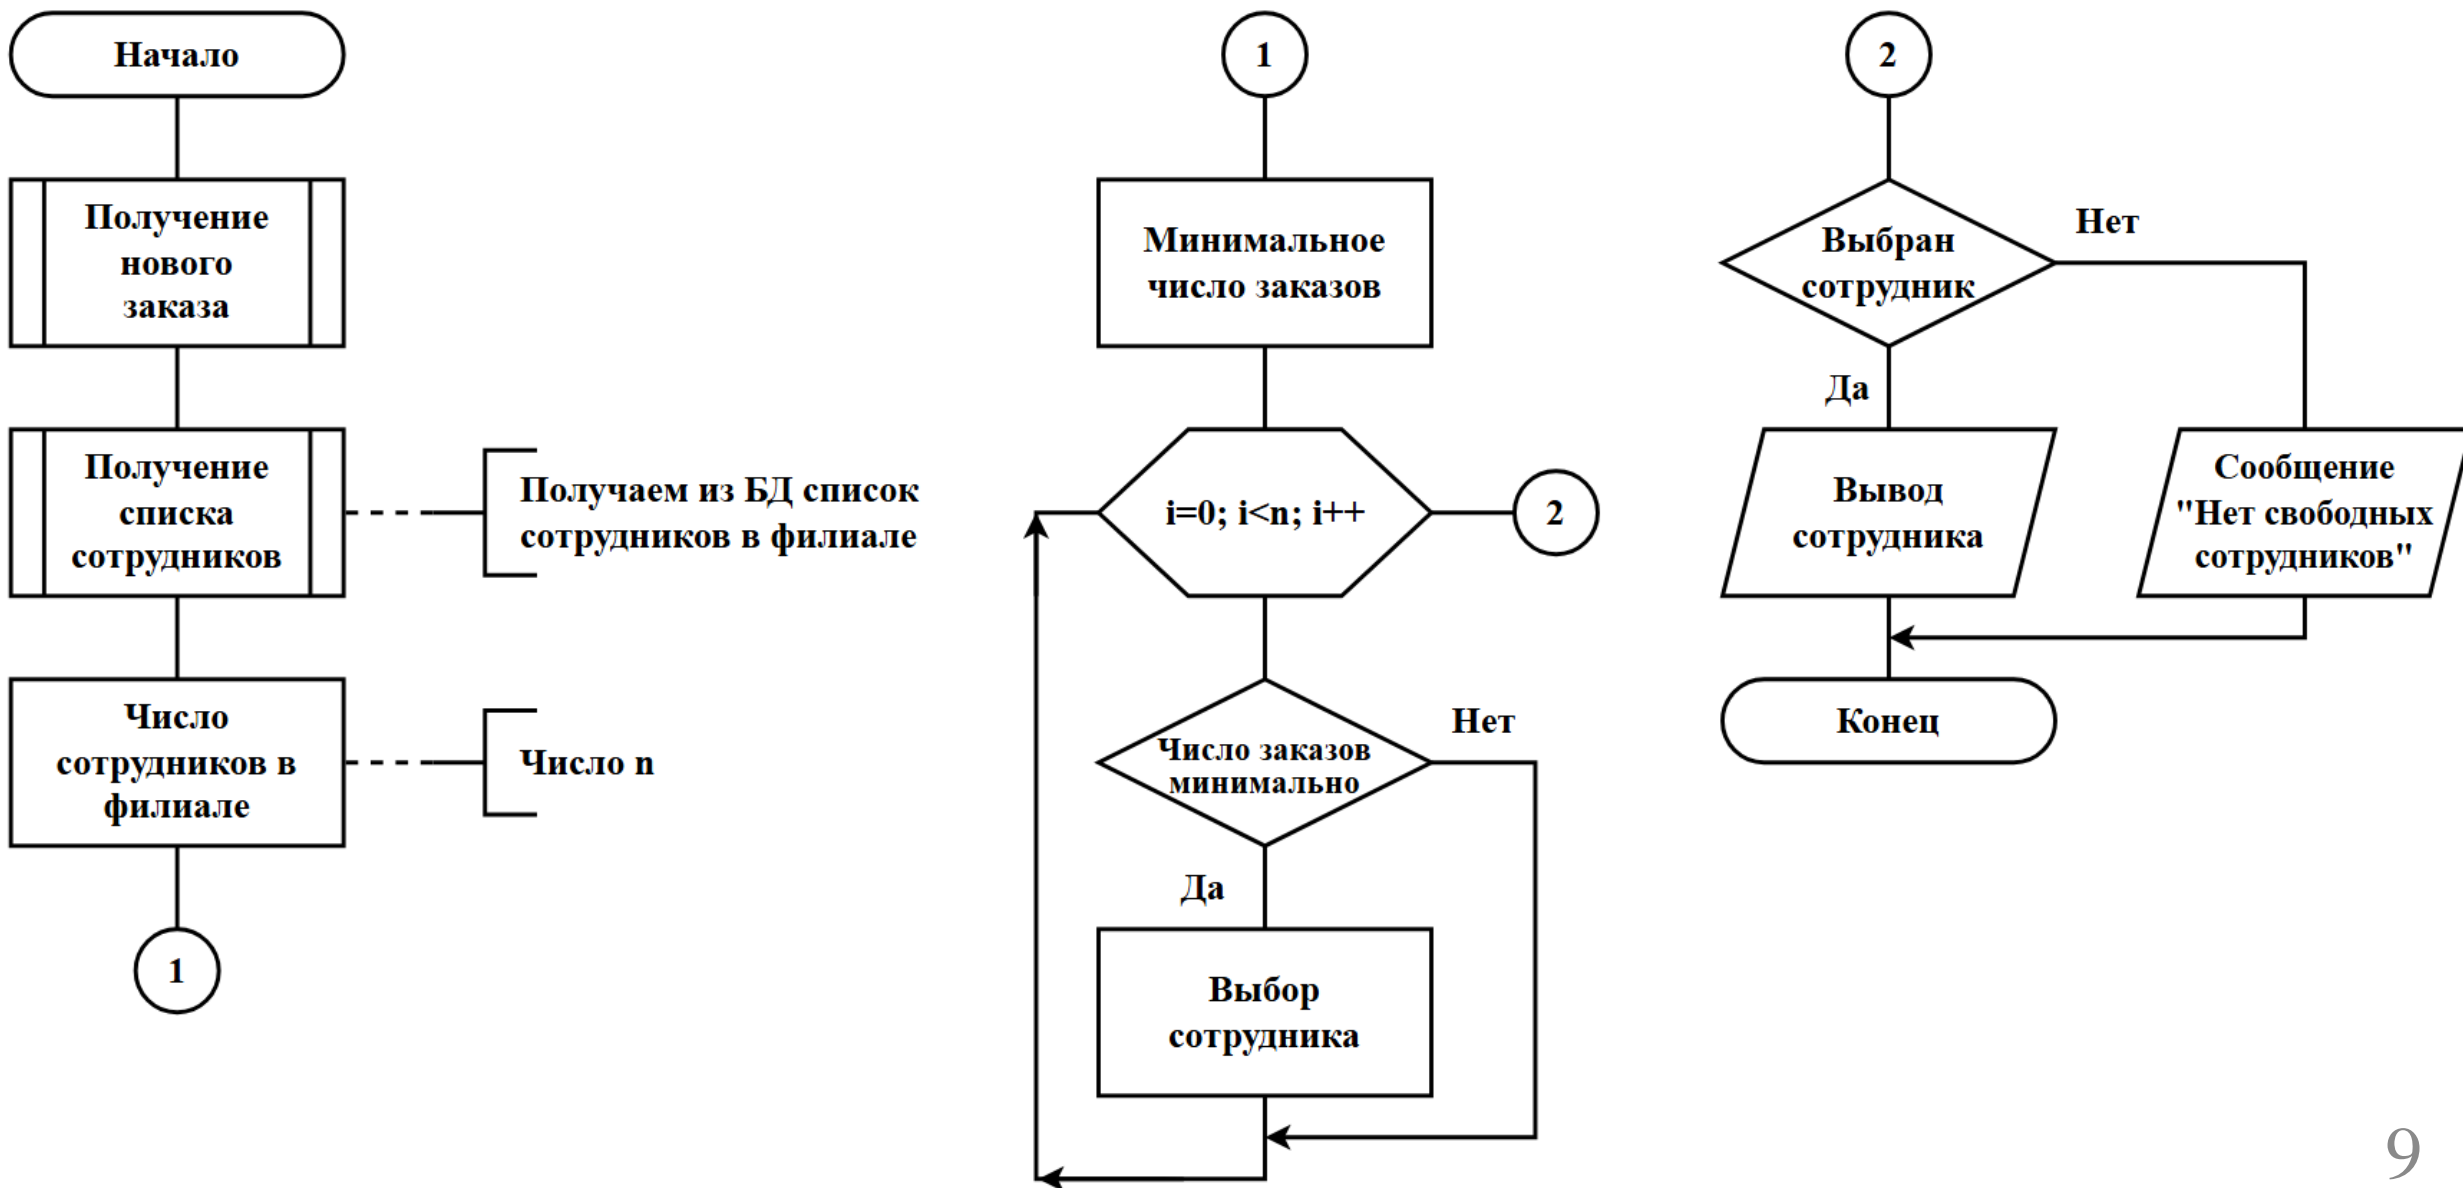 Начало
Получение
нового
заказа
Получение
списка
сотрудников
Получаем из БД список
сотрудников в филиале
Число
сотрудников в
филиале
Число n
1
1
Минимальное
число заказов
i=0; i<n; i++
2
Число заказов
минимально
Нет
Да
Выбор
сотрудника
2
Выбран
сотрудник
Нет
Да
Вывод
сотрудника
Сообщение
"Нет свободных
сотрудников"
Конец
9